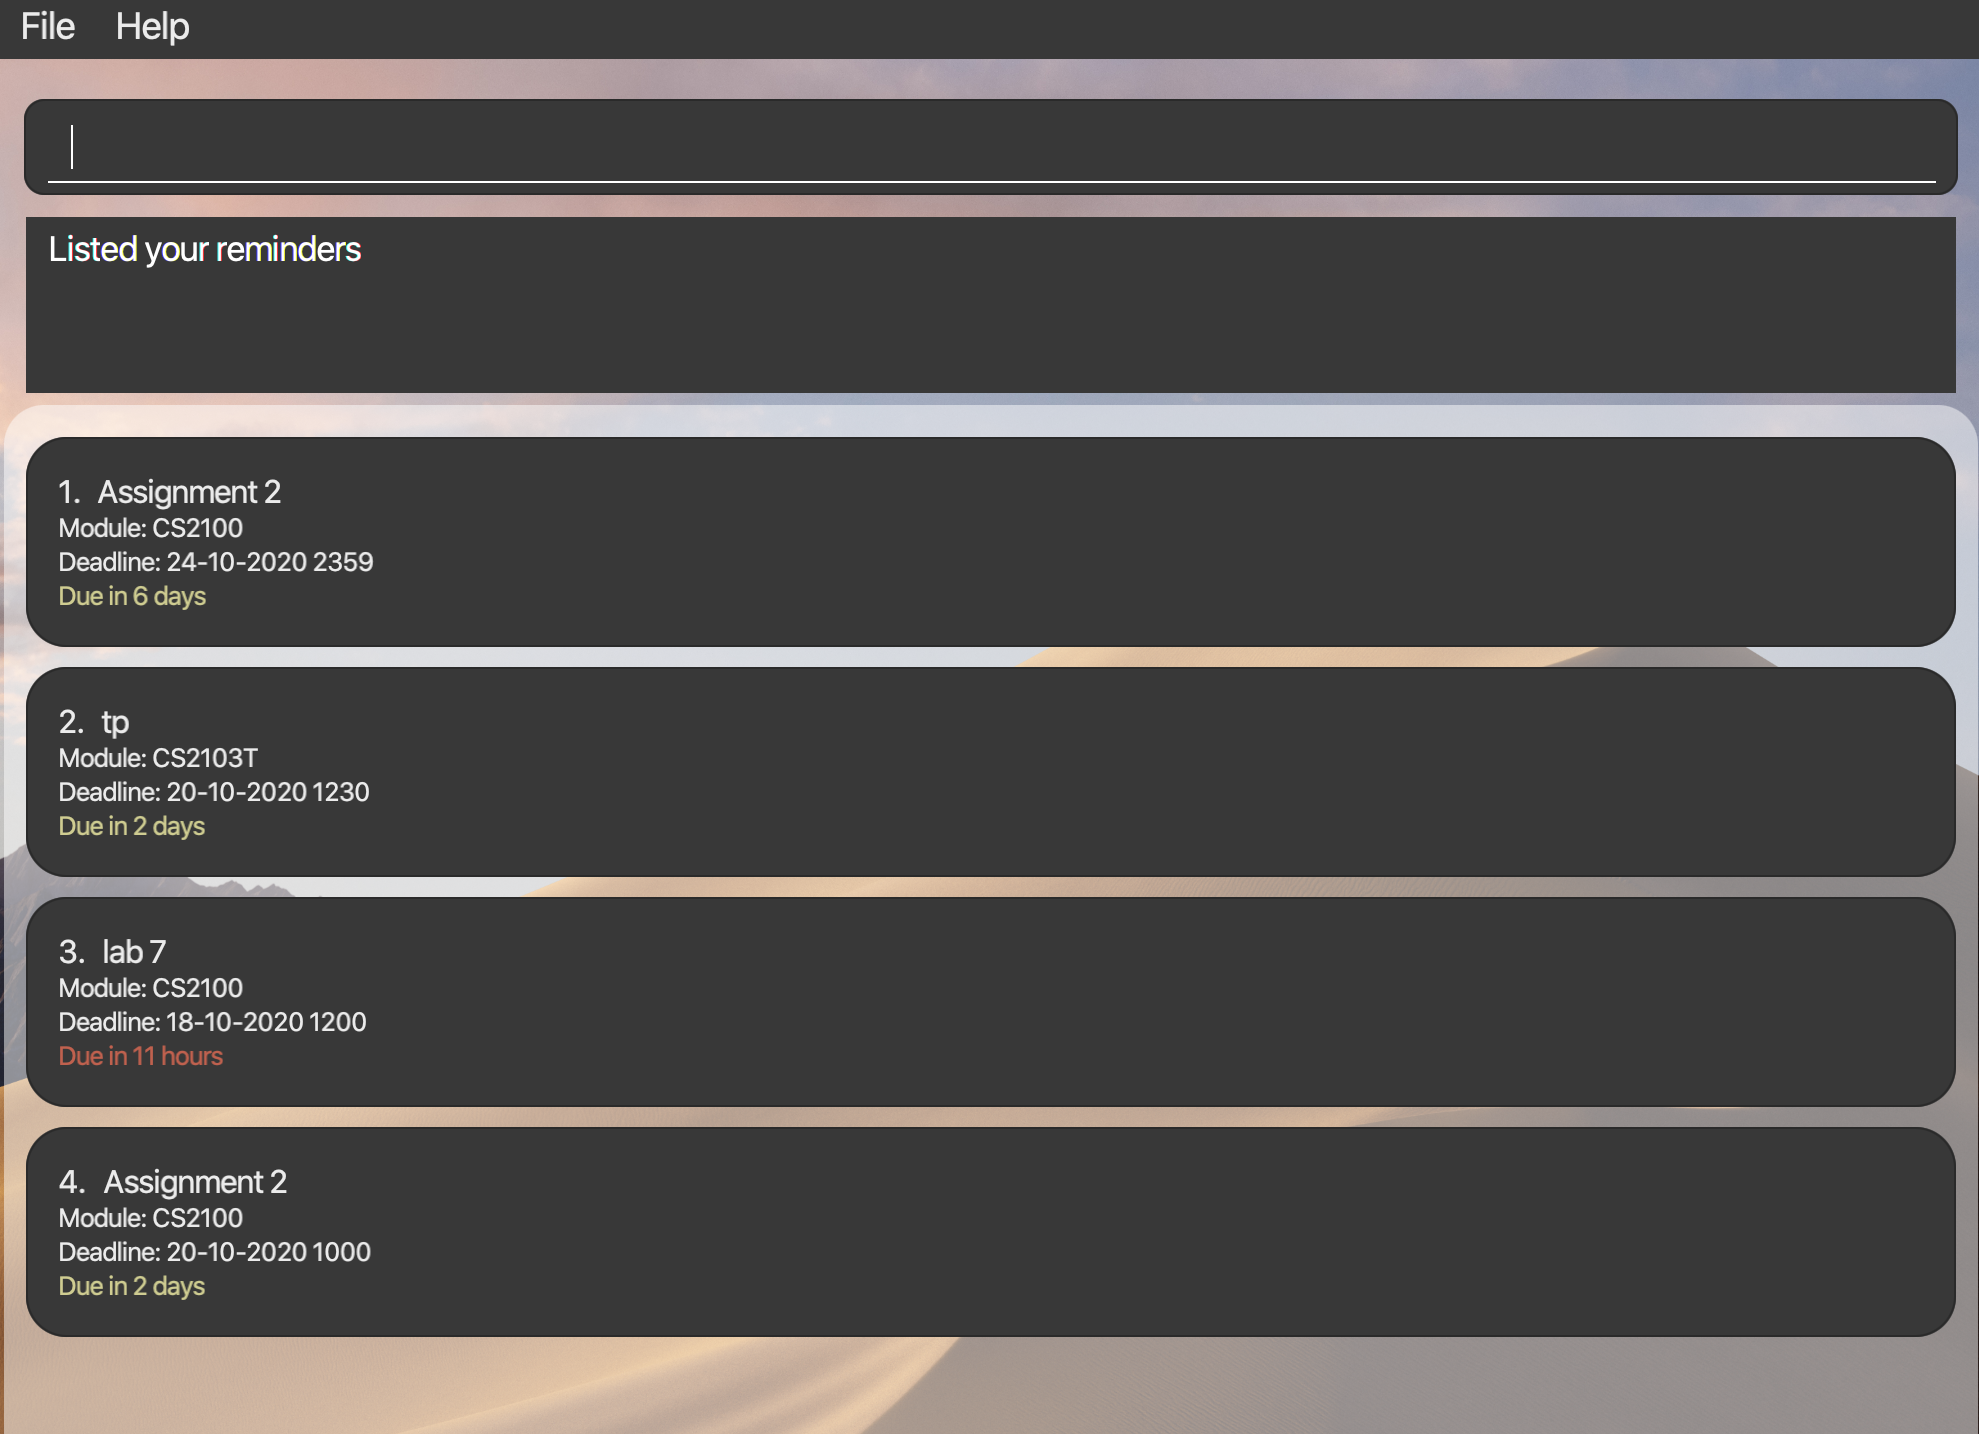 File Help
Listed your reminders
1. Assignment 2
Module: CS2100
Deadline: 24-10-2020 2359
Due in 6 days
2. tp
Module: CS2103T
Deadline: 20-10-2020 1230
Due in 2 days
3. lab 7
Module: CS2100
Deadline: 18-10-2020 1200
Due in 11 hours
4. Assignment 2
Module: CS2100
Deadline: 20-10-2020 1000
Due in 2 days